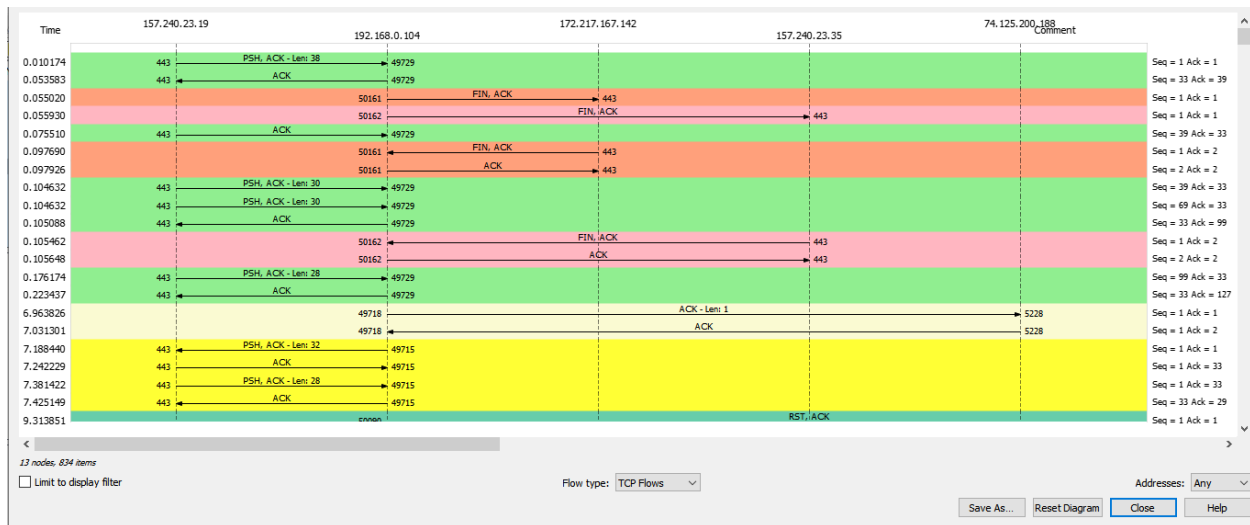 Time 157.240.23.19 192.168.0.104 172.217.167.142 157.240.23.35 74.125.200.188 Comment
0.010174 443 PSH, ACK - Len: 38 49729 Seq = 1 Ack = 1
0.053583 443 ACK 49729 Seq = 33 Ack = 39
0.055020 50161 FIN, ACK 443 Seq = 1 Ack = 1
0.055930 50162 FIN, ACK 443 Seq = 1 Ack = 1
0.075510 443 ACK 49729 Seq = 39 Ack = 33
0.097690 50161 FIN, ACK 443 Seq = 1 Ack = 2
0.097926 50161 ACK 443 Seq = 2 Ack = 2
0.104632 443 PSH, ACK - Len: 30 49729 Seq = 39 Ack = 33
0.104632 443 PSH, ACK - Len: 30 49729 Seq = 69 Ack = 33
0.105088 443 ACK 49729 Seq = 33 Ack = 99
0.105462 50162 FIN, ACK 443 Seq = 1 Ack = 2
0.105648 50162 ACK 443 Seq = 2 Ack = 2
0.176174 443 PSH, ACK - Len: 28 49729 Seq = 99 Ack = 33
0.223437 443 ACK 49729 Seq = 33 Ack = 127
6.963826 49718 ACK - Len: 1 5228 Seq = 1 Ack = 1
7.031301 49718 ACK 5228 Seq = 1 Ack = 2
7.188440 443 PSH, ACK - Len: 32 49715 Seq = 1 Ack = 1
7.242229 443 ACK 49715 Seq = 1 Ack = 33
7.381422 443 PSH, ACK - Len: 28 49715 Seq = 1 Ack = 33
7.425149 443 ACK 49715 Seq = 33 Ack = 29
9.313851 RST, ACK Seq = 1 Ack = 1
13 nodes, 834 items
Limit to display filter Flow type: TCP Flows Addresses: Any
Save As... Reset Diagram Close Help